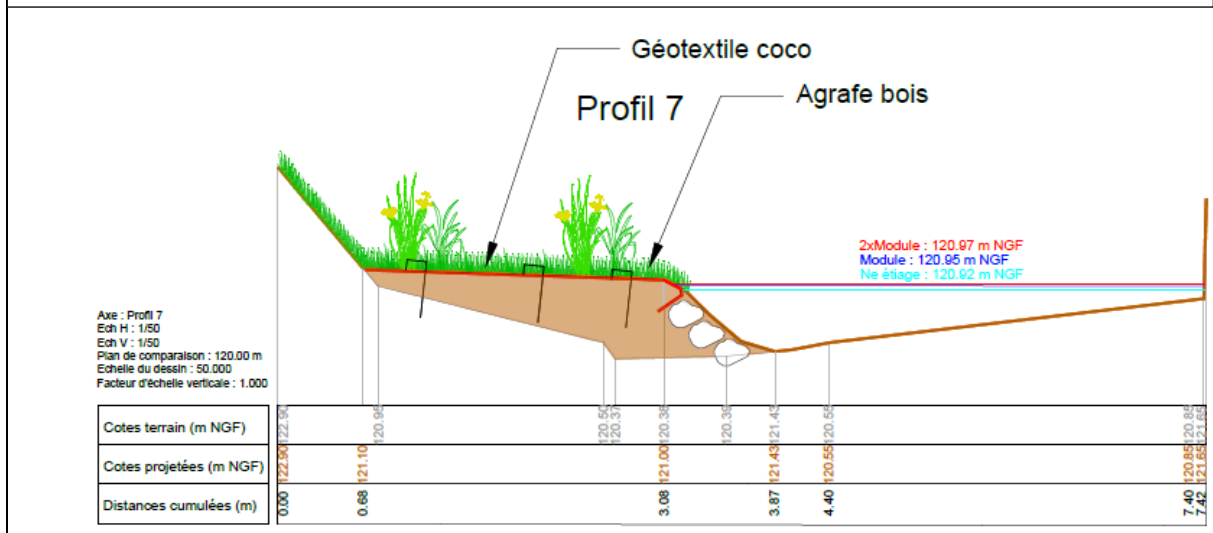 Géotextile coco
Profil 7
Agrafe bois
2xModule : 120.97 m NGF
Module : 120.95 m NGF
Ne étiage : 120.92 m NGF
Axe : Profil 7
Ech H : 1/50
Ech V : 1/50
Plan de comparaison : 120.00 m
Echelle du dessin : 50.000
Facteur d'échelle verticale : 1.000
Cotes terrain (m NGF) 122.90 120.95 120.50 120.37 120.38 120.39 121.43 120.55 120.85 121.65
Cotes projetées (m NGF) 122.90 121.10 121.00 121.43 120.55 120.85 121.65
Distances cumulées (m) 0.00 0.68 3.08 3.87 4.40 7.40 7.42